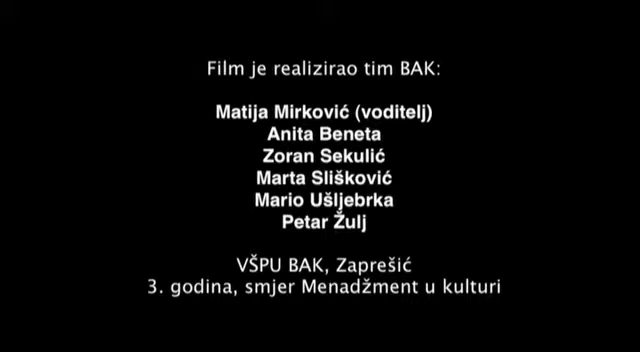 Film je realizirao tim BAK:
Matija Mirković (voditelj)
Anita Beneta
Zoran Sekulić
Marta Slišković
Mario Ušljebrka
Petar Žulj
VŠPU BAK, Zaprešić
3. godina, smjer Menadžment u kulturi